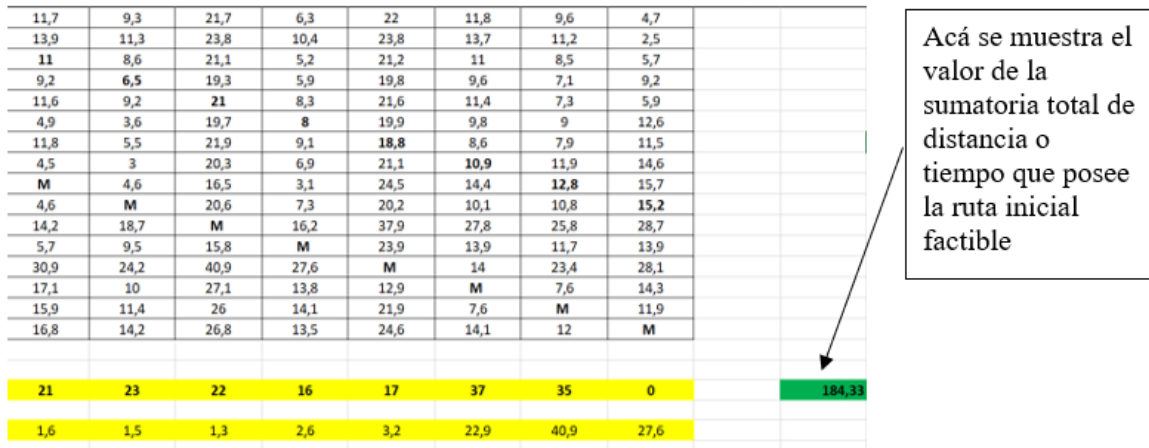 11,7 9,3 21,7 6,3 22 11,8 9,6 4,7
13,9 11,3 23,8 10,4 23,8 13,7 11,2 2,5
11 8,6 21,1 5,2 21,2 11 8,5 5,7
9,2 6,5 19,3 5,9 19,8 9,6 7,1 9,2
11,6 9,2 21 8,3 21,6 11,4 7,3 5,9
4,9 3,6 19,7 8 19,9 9,8 9 12,6
11,8 5,5 21,9 9,1 18,8 8,6 7,9 11,5
4,5 3 20,3 6,9 21,1 10,9 11,9 14,6
M 4,6 16,5 3,1 24,5 14,4 12,8 15,7
4,6 M 20,6 7,3 20,2 10,1 10,8 15,2
14,2 18,7 M 16,2 37,9 27,8 25,8 28,7
5,7 9,5 15,8 M 23,9 13,9 11,7 13,9
30,9 24,2 40,9 27,6 M 14 23,4 28,1
17,1 10 27,1 13,8 12,9 M 7,6 14,3
15,9 11,4 26 14,1 21,9 7,6 M 11,9
16,8 14,2 26,8 13,5 24,6 14,1 12 M
21 23 22 16 17 37 35 0 184,33
1,6 1,5 1,3 2,6 3,2 22,9 40,9 27,6
Acá se muestra el
valor de la
sumatoria total de
distancia o
tiempo que posee
la ruta inicial
factible